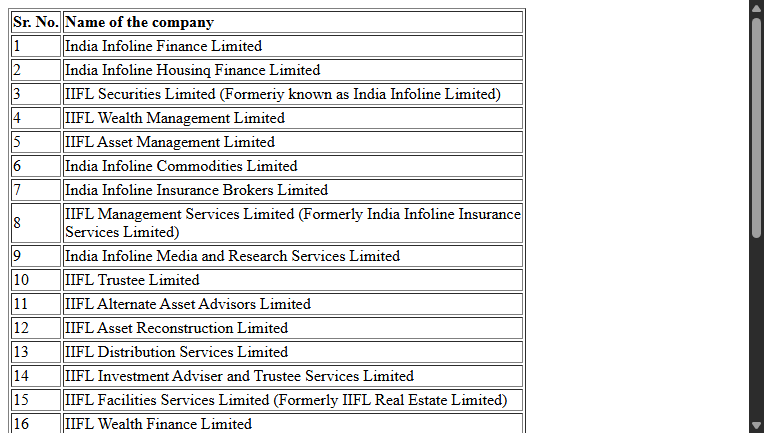 Sr. No. Name of the company
1 India Infoline Finance Limited
2 India Infoline Housinq Finance Limited
3 IIFL Securities Limited (Formeriy known as India Infoline Limited)
4 IIFL Wealth Management Limited
5 IIFL Asset Management Limited
6 India Infoline Commodities Limited
7 India Infoline Insurance Brokers Limited
8 IIFL Management Services Limited (Formerly India Infoline Insurance
Services Limited)
9 India Infoline Media and Research Services Limited
10 IIFL Trustee Limited
11 IIFL Alternate Asset Advisors Limited
12 IIFL Asset Reconstruction Limited
13 IIFL Distribution Services Limited
14 IIFL Investment Adviser and Trustee Services Limited
15 IIFL Facilities Services Limited (Formerly IIFL Real Estate Limited)
16 IIFL Wealth Finance Limited